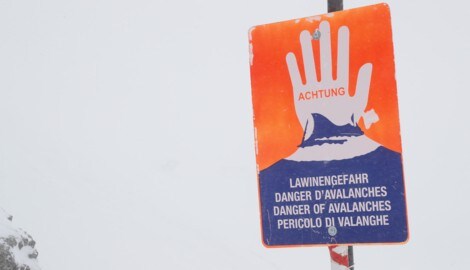 ACHTUNG
LAWINENGEFAHR
DANGER D'AVALANCHES
DANGER OF AVALANCHES
PERICOLO DI VALANGHE